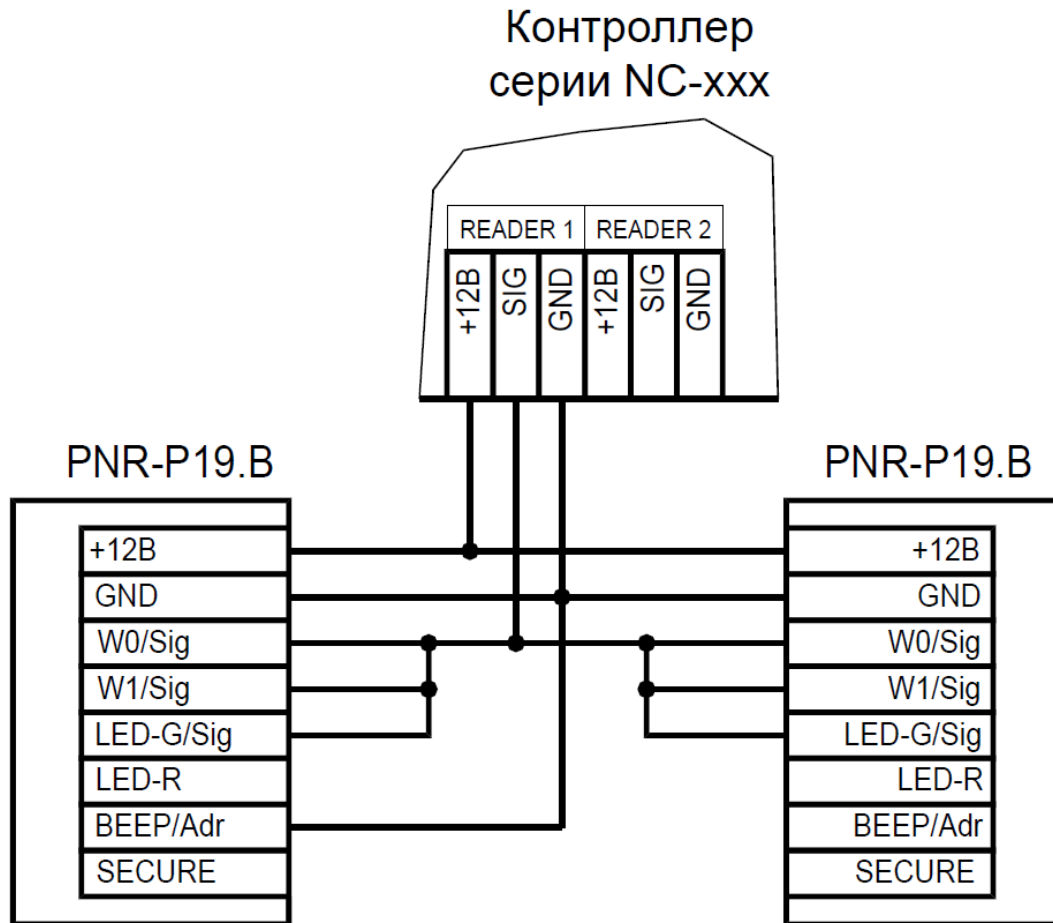 Контроллер
серии NC-xxx
READER 1 READER 2
+12В SIG GND +12В SIG GND
PNR-P19.B
+12В
GND
W0/Sig
W1/Sig
LED-G/Sig
LED-R
BEEP/Adr
SECURE
PNR-P19.B
+12В
GND
W0/Sig
W1/Sig
LED-G/Sig
LED-R
BEEP/Adr
SECURE